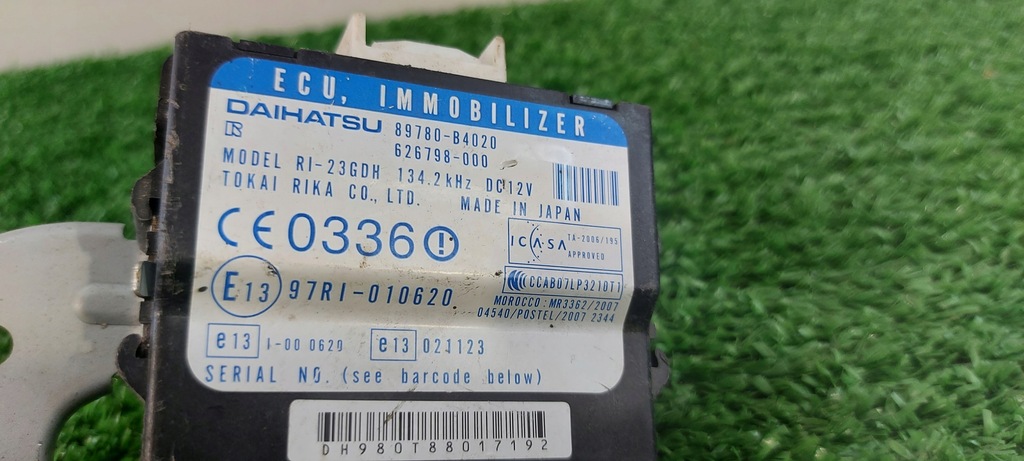 ECU, IMMOBILIZER
DAIHATSU 89780-B4020
626798-000
MODEL RI-23GDH 134.2kHz DC12V
TOKAI RIKA CO., LTD. MADE IN JAPAN
CE0336
ICASA TA-2006/195
APPROVED
CCAB07LP3210T1
E13 97RI-010620
MOROCCO: MR3362/2007
04540/POSTEL/2007 2344
e13 1-00 0620 e13 021123
SERIAL NO. (see barcode below)
DH980T88017192